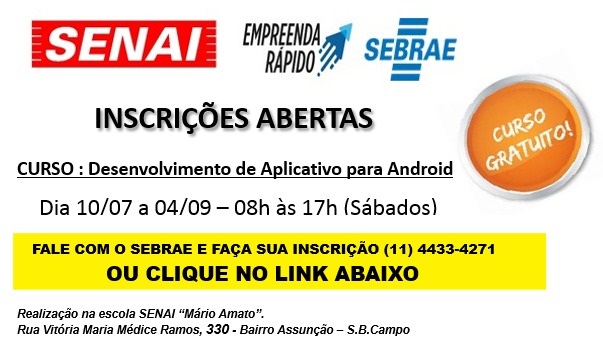 SENAI
EMPREENDA
RÁPIDO
SEBRAE
INSCRIÇÕES ABERTAS
CURSO
GRATUITO!
CURSO : Desenvolvimento de Aplicativo para Android
Dia 10/07 a 04/09 – 08h às 17h (Sábados)
FALE COM O SEBRAE E FAÇA SUA INSCRIÇÃO (11) 4433-4271
OU CLIQUE NO LINK ABAIXO
Realização na escola SENAI “Mário Amato”.
Rua Vitória Maria Médice Ramos, 330 - Bairro Assunção – S.B.Campo